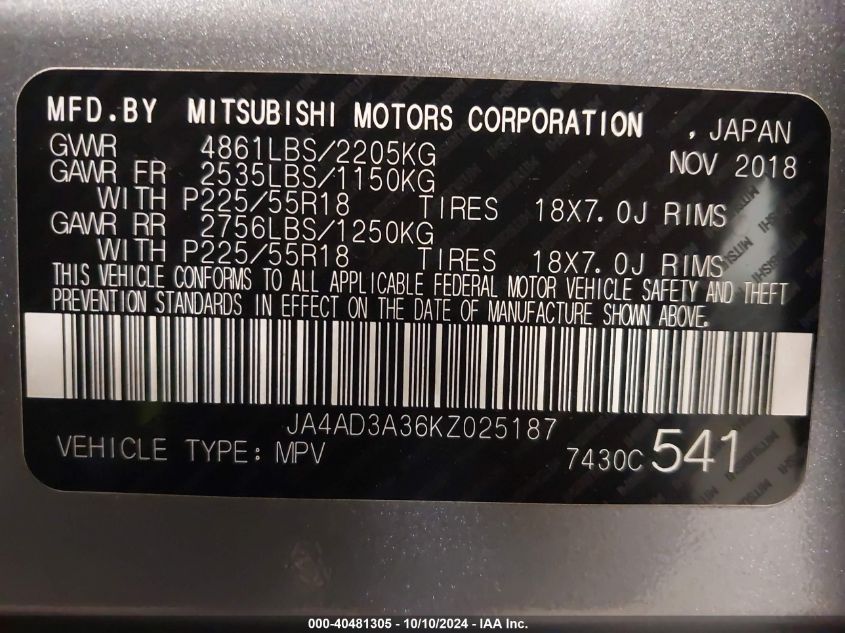 MFD.BY MITSUBISHI MOTORS CORPORATION , JAPAN
GVWR 4861LBS/2205KG NOV 2018
GAWR FR 2535LBS/1150KG
WITH P225/55R18 TIRES 18X7.0J RIMS
GAWR RR 2756LBS/1250KG
WITH P225/55R18 TIRES 18X7.0J RIMS
THIS VEHICLE CONFORMS TO ALL APPLICABLE FEDERAL MOTOR VEHICLE SAFETY AND THEFT
PREVENTION STANDARDS IN EFFECT ON THE DATE OF MANUFACTURE SHOWN ABOVE.
JA4AD3A36KZ025187
VEHICLE TYPE: MPV 7430C 541
000-40481305 - 10/10/2024 - IAA Inc.